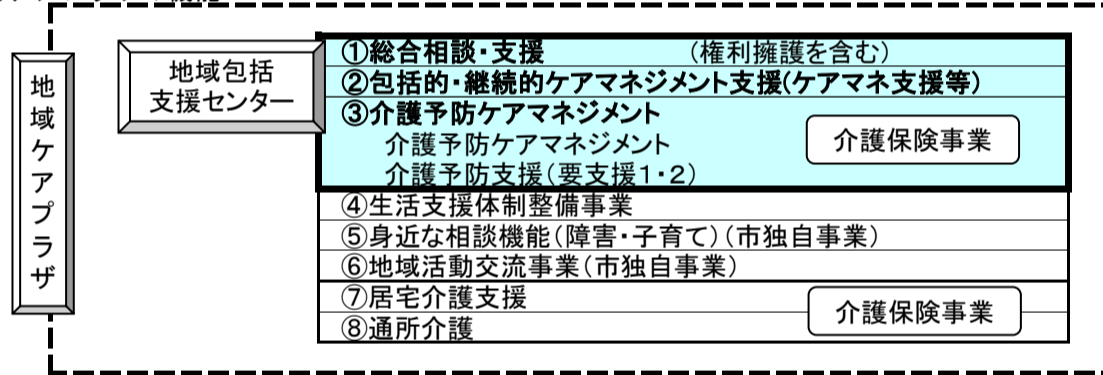 機能
地域ケアプラザ
地域包括
支援センター
①総合相談・支援 (権利擁護を含む)
②包括的・継続的ケアマネジメント支援(ケアマネ支援等)
③介護予防ケアマネジメント
介護予防ケアマネジメント
介護予防支援(要支援1・2)
介護保険事業
④生活支援体制整備事業
⑤身近な相談機能(障害・子育て)(市独自事業)
⑥地域活動交流事業(市独自事業)
⑦居宅介護支援
⑧通所介護
介護保険事業